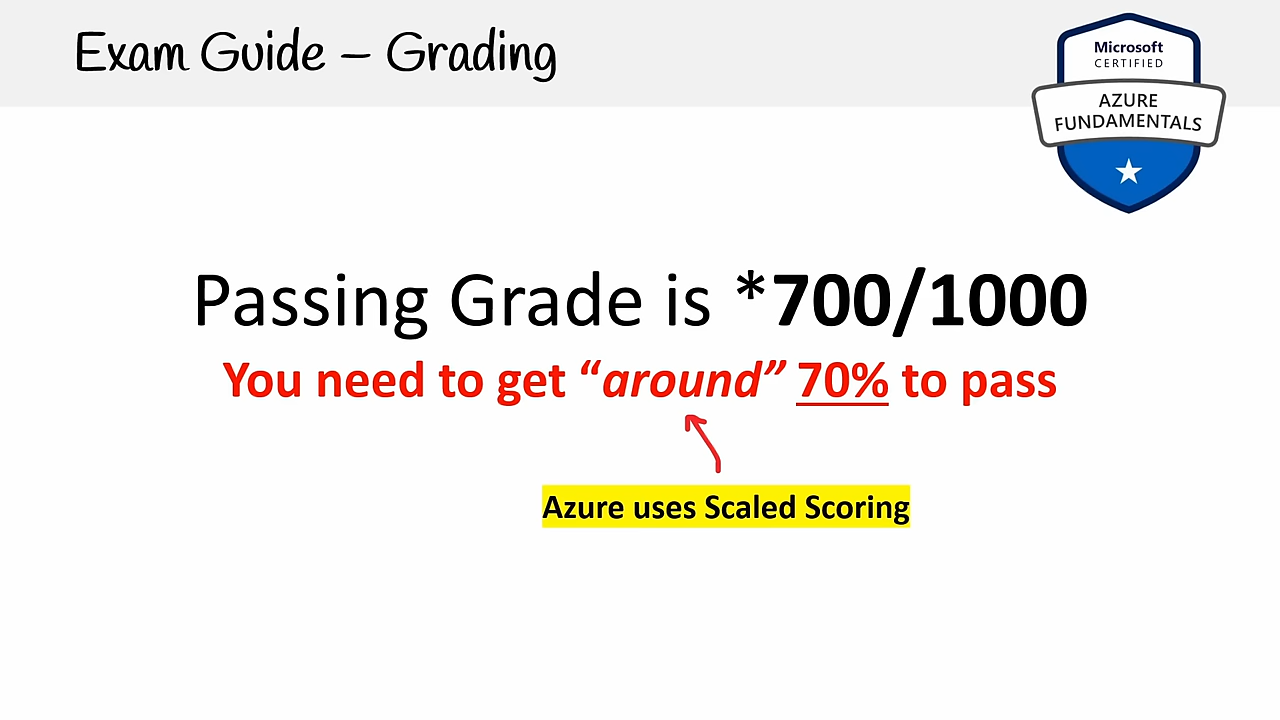 Exam Guide – Grading
Microsoft
CERTIFIED
AZURE
FUNDAMENTALS
Passing Grade is *700/1000
You need to get “around” 70% to pass
Azure uses Scaled Scoring